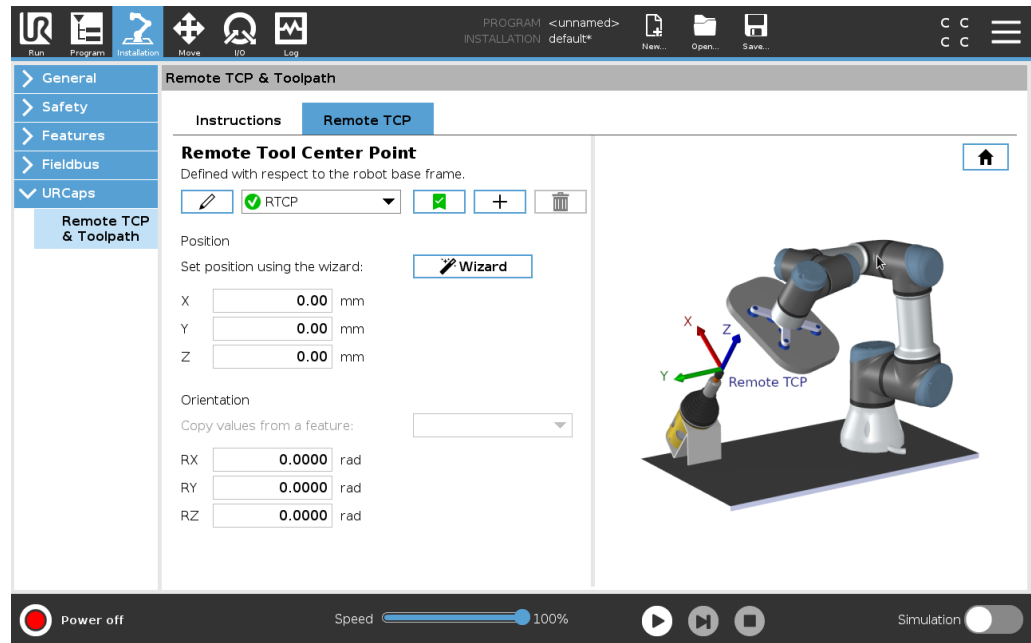 PROGRAM <unnamed>
INSTALLATION default*
C C
C C
UR
Run
Program
Installation
Move
I/O
Log
New...
Open...
Save...
General
Safety
Features
Fieldbus
URCaps
Remote TCP
& Toolpath
Remote TCP & Toolpath
Instructions
Remote TCP
Remote Tool Center Point
Defined with respect to the robot base frame.
RTCP
Position
Set position using the wizard:
Wizard
X 0.00 mm
Y 0.00 mm
Z 0.00 mm
Orientation
Copy values from a feature:
RX 0.0000 rad
RY 0.0000 rad
RZ 0.0000 rad
X
Z
Y
Remote TCP
Power off
Speed
100%
Simulation